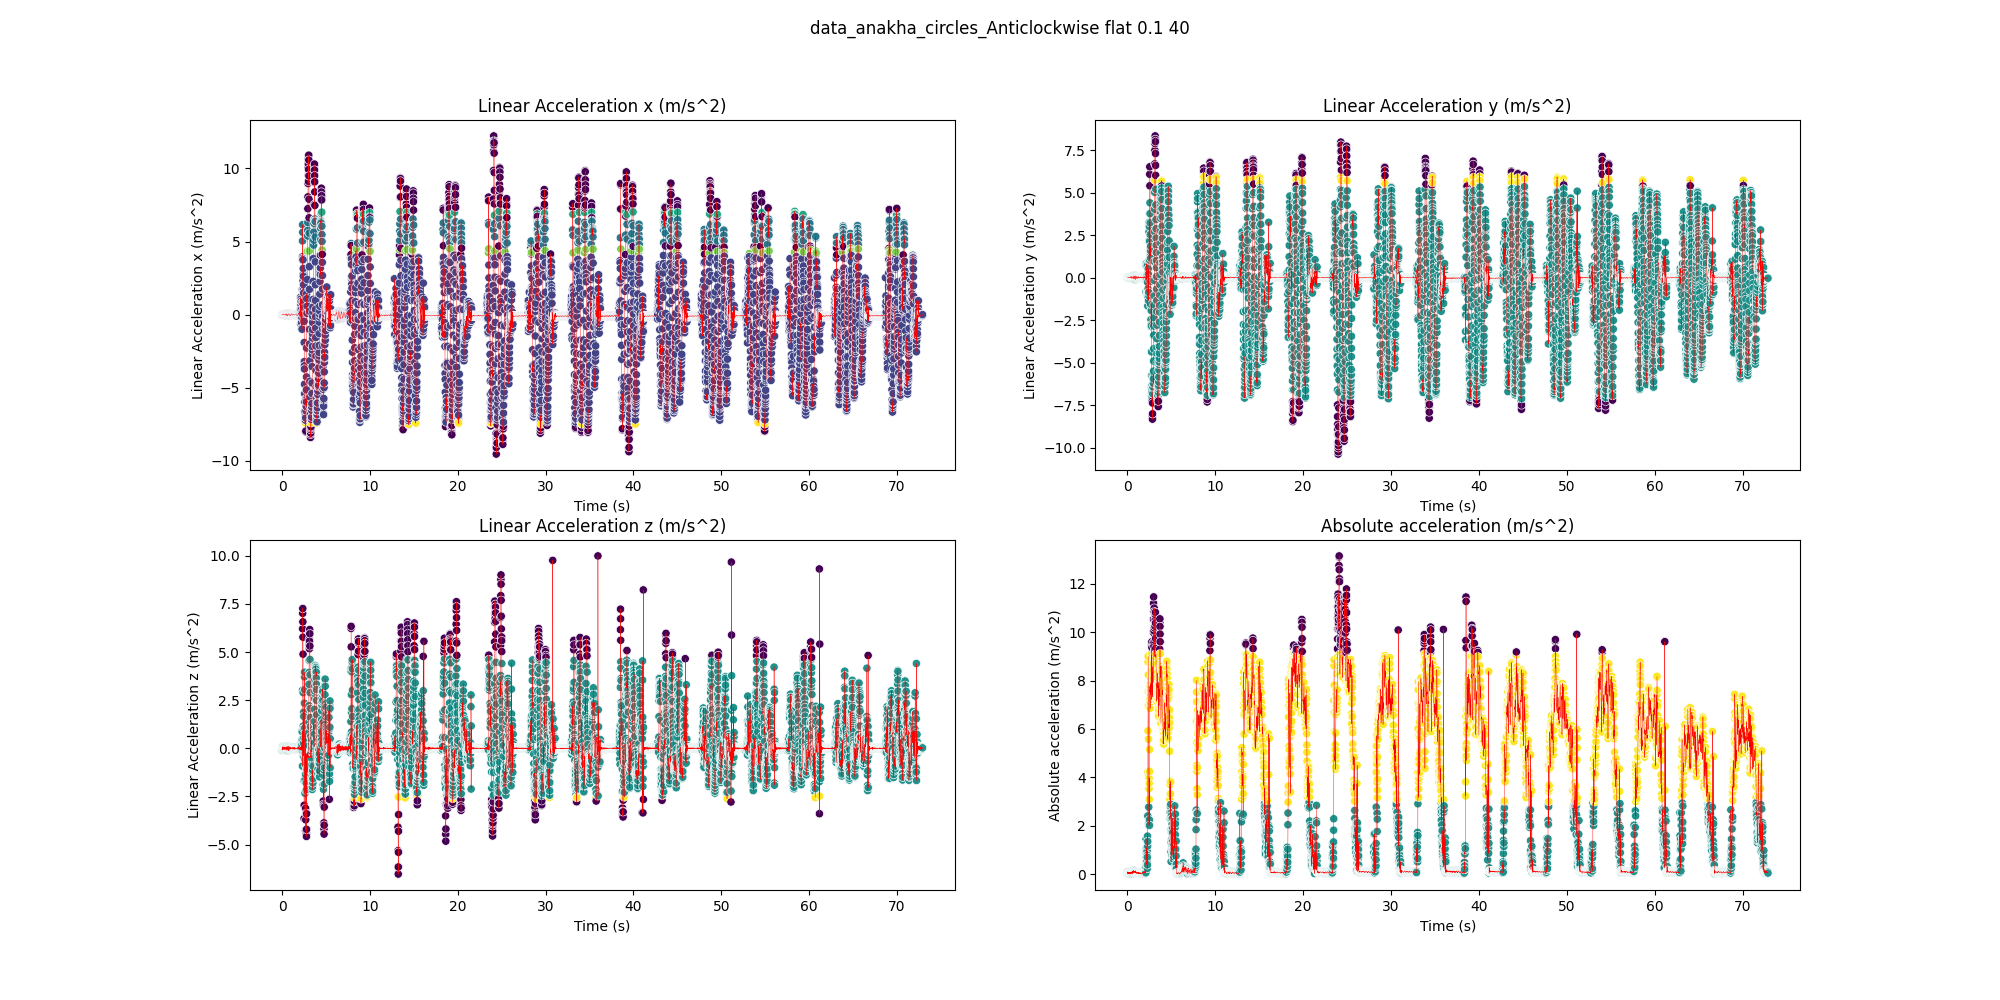 data_anakha_circles_Anticlockwise flat 0.1 40
Linear Acceleration x (m/s^2)
Linear Acceleration x (m/s^2)
10
5
0
−5
−10
0 10 20 30 40 50 60 70
Time (s)
Linear Acceleration y (m/s^2)
Linear Acceleration y (m/s^2)
7.5
5.0
2.5
0.0
−2.5
−5.0
−7.5
−10.0
0 10 20 30 40 50 60 70
Time (s)
Linear Acceleration z (m/s^2)
Linear Acceleration z (m/s^2)
10.0
7.5
5.0
2.5
0.0
−2.5
−5.0
0 10 20 30 40 50 60 70
Time (s)
Absolute acceleration (m/s^2)
Absolute acceleration (m/s^2)
12
10
8
6
4
2
0
0 10 20 30 40 50 60 70
Time (s)